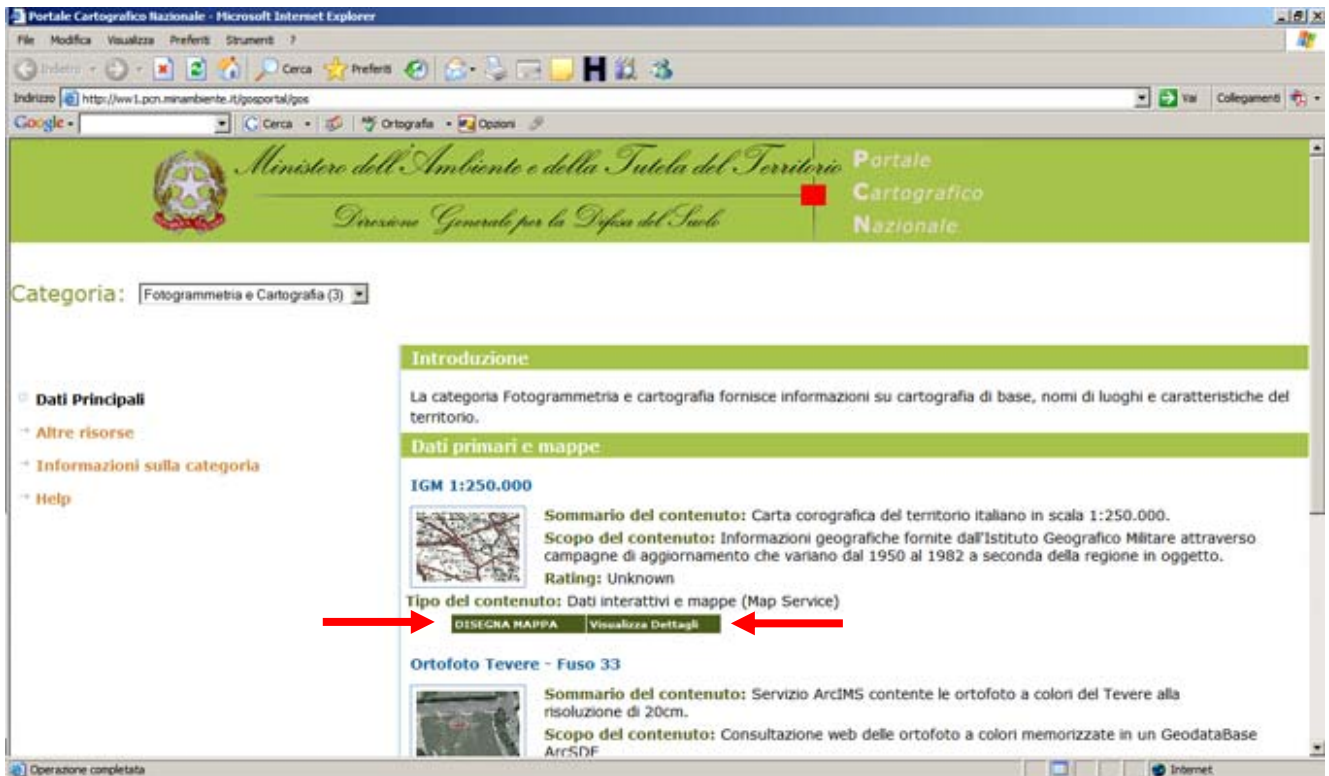 Portale Cartografico Nazionale - Microsoft Internet Explorer
File Modifica Visualizza Preferiti Strumenti ?
Indietro Cerca Preferiti
Indirizzo http://ww1.pcn.minambiente.it/gosportal/gos Vai Collegamenti
Google Cerca Ortografia Opzioni
Ministero dell'Ambiente e della Tutela del Territorio
Direzione Generale per la Difesa del Suolo
Portale
Cartografico
Nazionale
Categoria: Fotogrammetria e Cartografia (3)
Dati Principali
Altre risorse
Informazioni sulla categoria
Help
Introduzione
La categoria Fotogrammetria e cartografia fornisce informazioni su cartografia di base, nomi di luoghi e caratteristiche del
territorio.
Dati primari e mappe
IGM 1:250.000
Sommario del contenuto: Carta corografica del territorio italiano in scala 1:250.000.
Scopo del contenuto: Informazioni geografiche fornite dall'Istituto Geografico Militare attraverso
campagne di aggiornamento che variano dal 1950 al 1982 a seconda della regione in oggetto.
Rating: Unknown
Tipo del contenuto: Dati interattivi e mappe (Map Service)
DISEGNA MAPPA Visualizza Dettagli
Ortofoto Tevere - Fuso 33
Sommario del contenuto: Servizio ArcIMS contente le ortofoto a colori del Tevere alla
risoluzione di 20cm.
Scopo del contenuto: Consultazione web delle ortofoto a colori memorizzate in un GeodataBase
ArcSDE
Operazione completata Internet